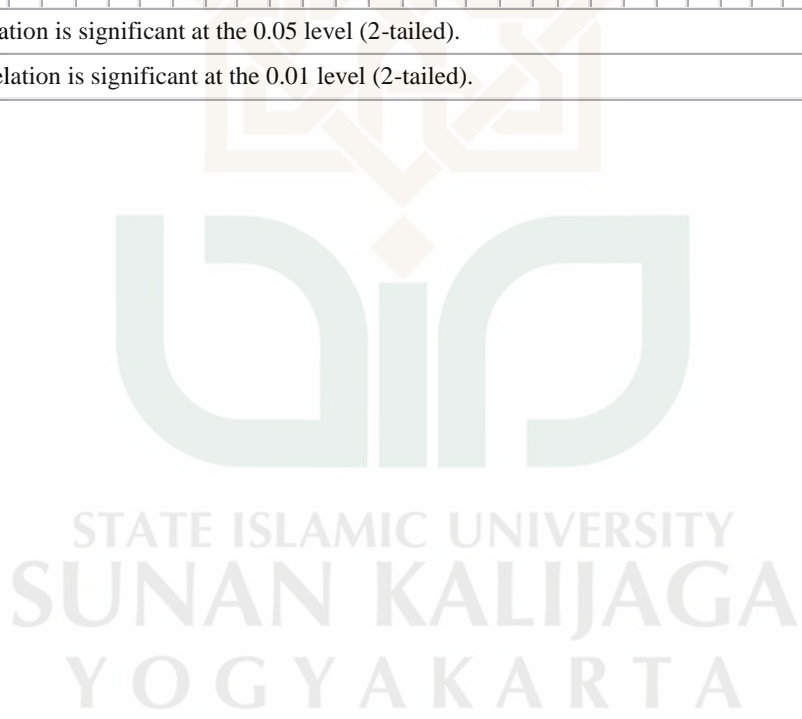 ation is significant at the 0.05 level (2-tailed).
elation is significant at the 0.01 level (2-tailed).
STATE ISLAMIC UNIVERSITY
SUNAN KALIJAGA
YOGYAKARTA